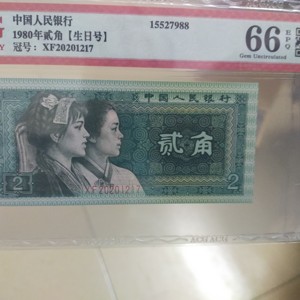 中国人民银行
1980年贰角【生日号】
冠号：XF20201217
15527988
66 EPQ
Gem Uncirculated
中国人民银行
贰角
XF20201217
2
2